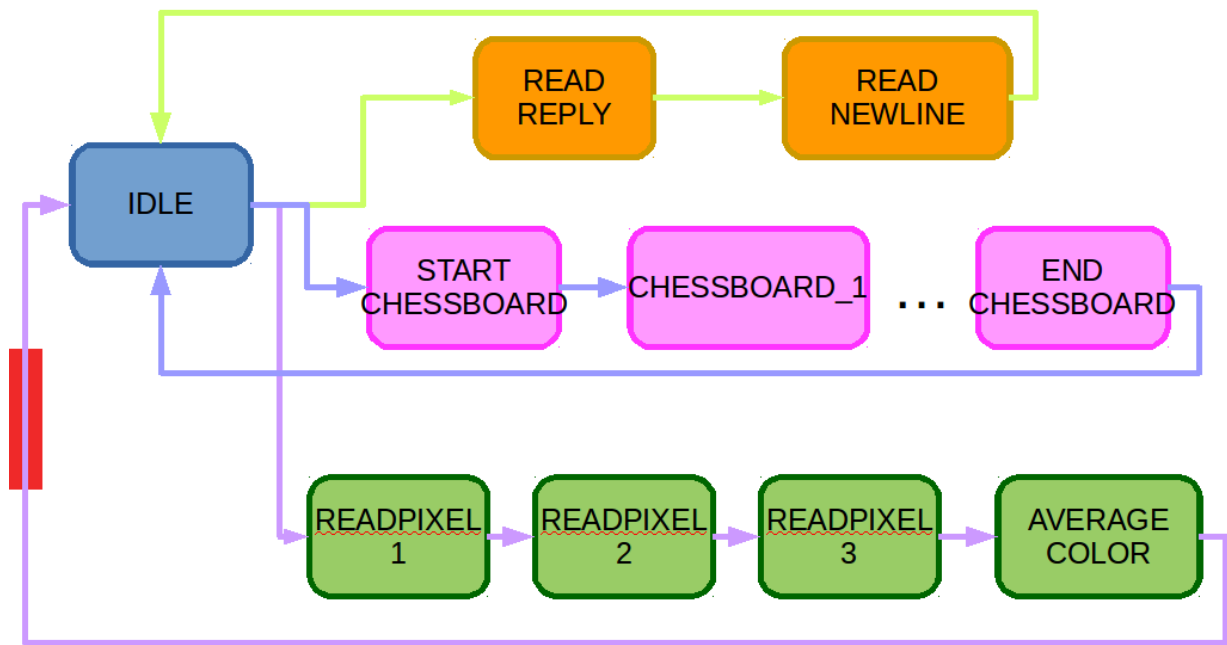 READ
REPLY
READ
NEWLINE
IDLE
START
CHESSBOARD
CHESSBOARD_1
...
END
CHESSBOARD
READPIXEL
1
READPIXEL
2
READPIXEL
3
AVERAGE
COLOR